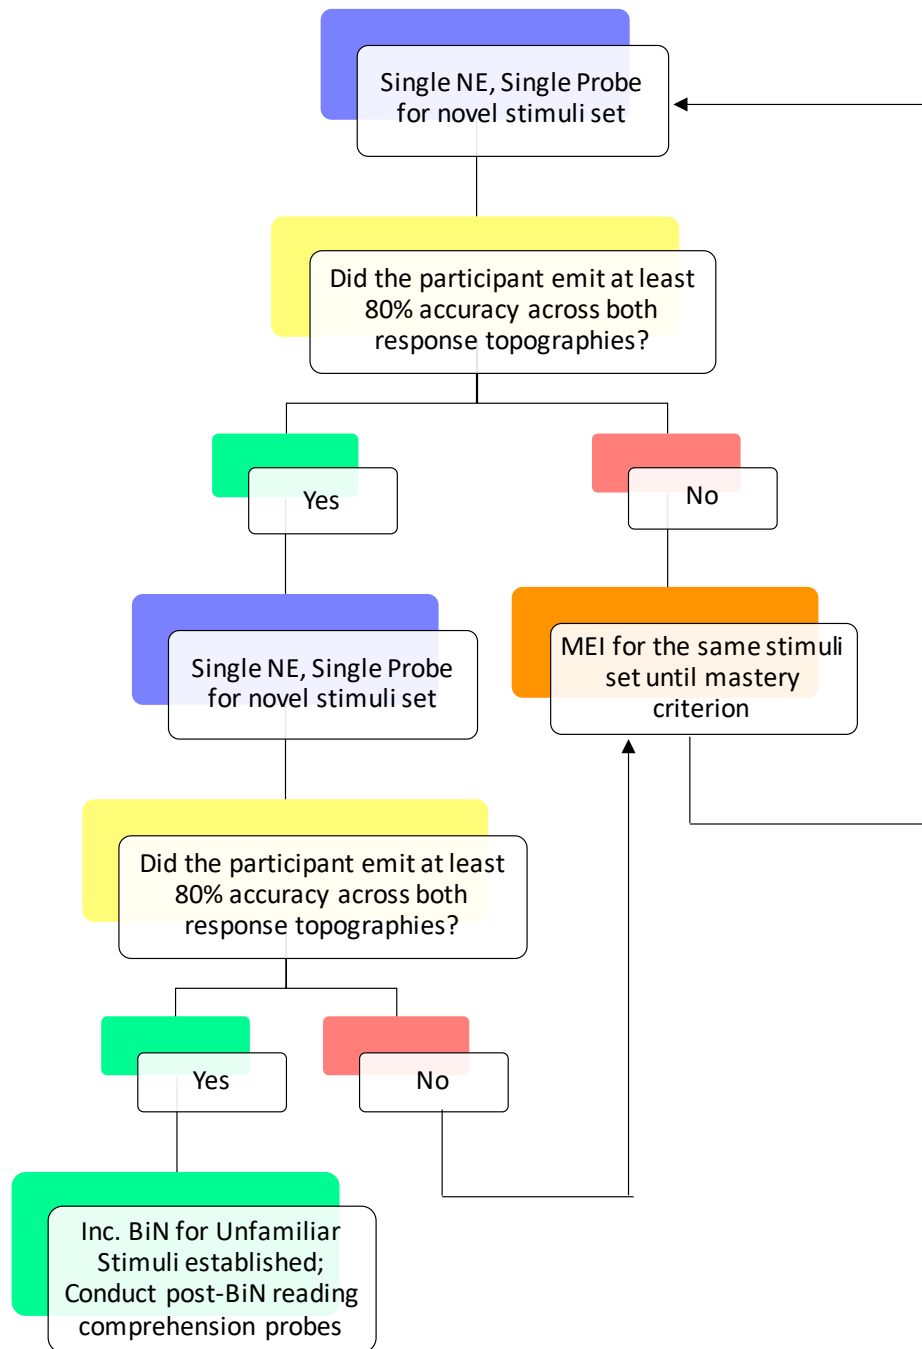 Single NE, Single Probe
for novel stimuli set
Did the participant emit at least
80% accuracy across both
response topographies?
Yes
No
Single NE, Single Probe
for novel stimuli set
MEI for the same stimuli
set until mastery
criterion
Did the participant emit at least
80% accuracy across both
response topographies?
Yes
No
Inc. BiN for Unfamiliar
Stimuli established;
Conduct post-BiN reading
comprehension probes